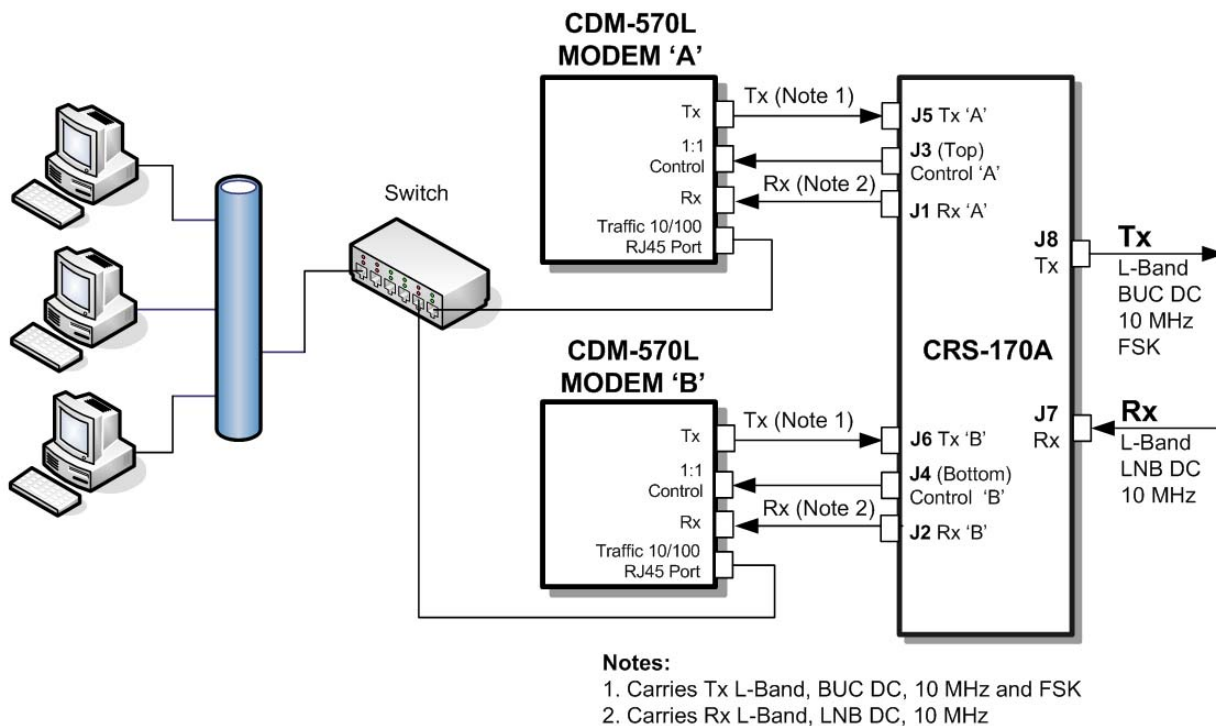 CDM-570L
MODEM ‘A’
Tx
1:1
Control
Rx
Traffic 10/100
RJ45 Port
Tx (Note 1)
Rx (Note 2)
J5 Tx ‘A’
J3 (Top)
Control ‘A’
J1 Rx ‘A’
Switch
J8
Tx
Tx
L-Band
BUC DC
10 MHz
FSK
CRS-170A
CDM-570L
MODEM ‘B’
Tx
1:1
Control
Rx
Traffic 10/100
RJ45 Port
Tx (Note 1)
Rx (Note 2)
J6 Tx ‘B’
J4 (Bottom)
Control ‘B’
J2 Rx ‘B’
J7
Rx
Rx
L-Band
LNB DC
10 MHz
Notes:
1. Carries Tx L-Band, BUC DC, 10 MHz and FSK
2. Carries Rx L-Band, LNB DC, 10 MHz